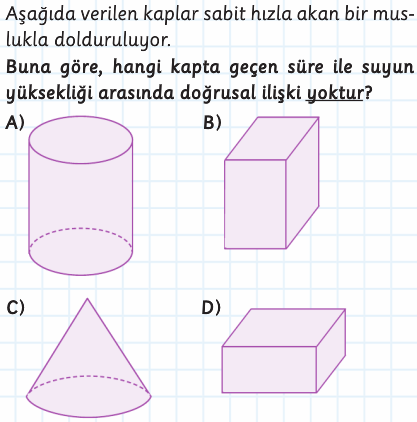 Aşağıda verilen kaplar sabit hızla akan bir mus-
lukla dolduruluyor.
Buna göre, hangi kapta geçen süre ile suyun
yüksekliği arasında doğrusal ilişki yoktur?
A)
B)
C)
D)